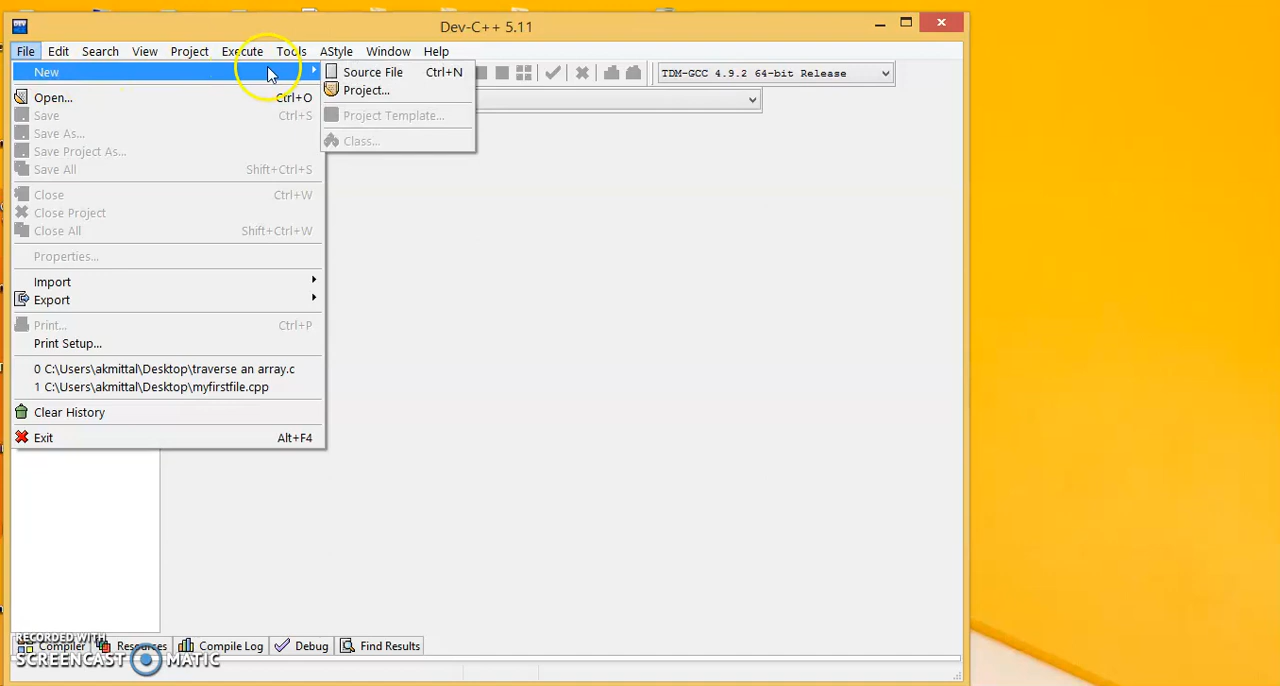 Dev-C++ 5.11
File Edit Search View Project Execute Tools AStyle Window Help
New
Source File Ctrl+N
TDM-GCC 4.9.2 64-bit Release
Project...
Open... Ctrl+O
Save Ctrl+S
Project Template...
Save As...
Class...
Save Project As...
Save All Shift+Ctrl+S
Close Ctrl+W
Close Project
Close All Shift+Ctrl+W
Properties...
Import
Export
Print... Ctrl+P
Print Setup...
0 C:\Users\akmittal\Desktop\traverse an array.c
1 C:\Users\akmittal\Desktop\myfirstfile.cpp
Clear History
Exit Alt+F4
Compiler Resources Compile Log Debug Find Results
RECORDED WITH
SCREENCAST MATIC